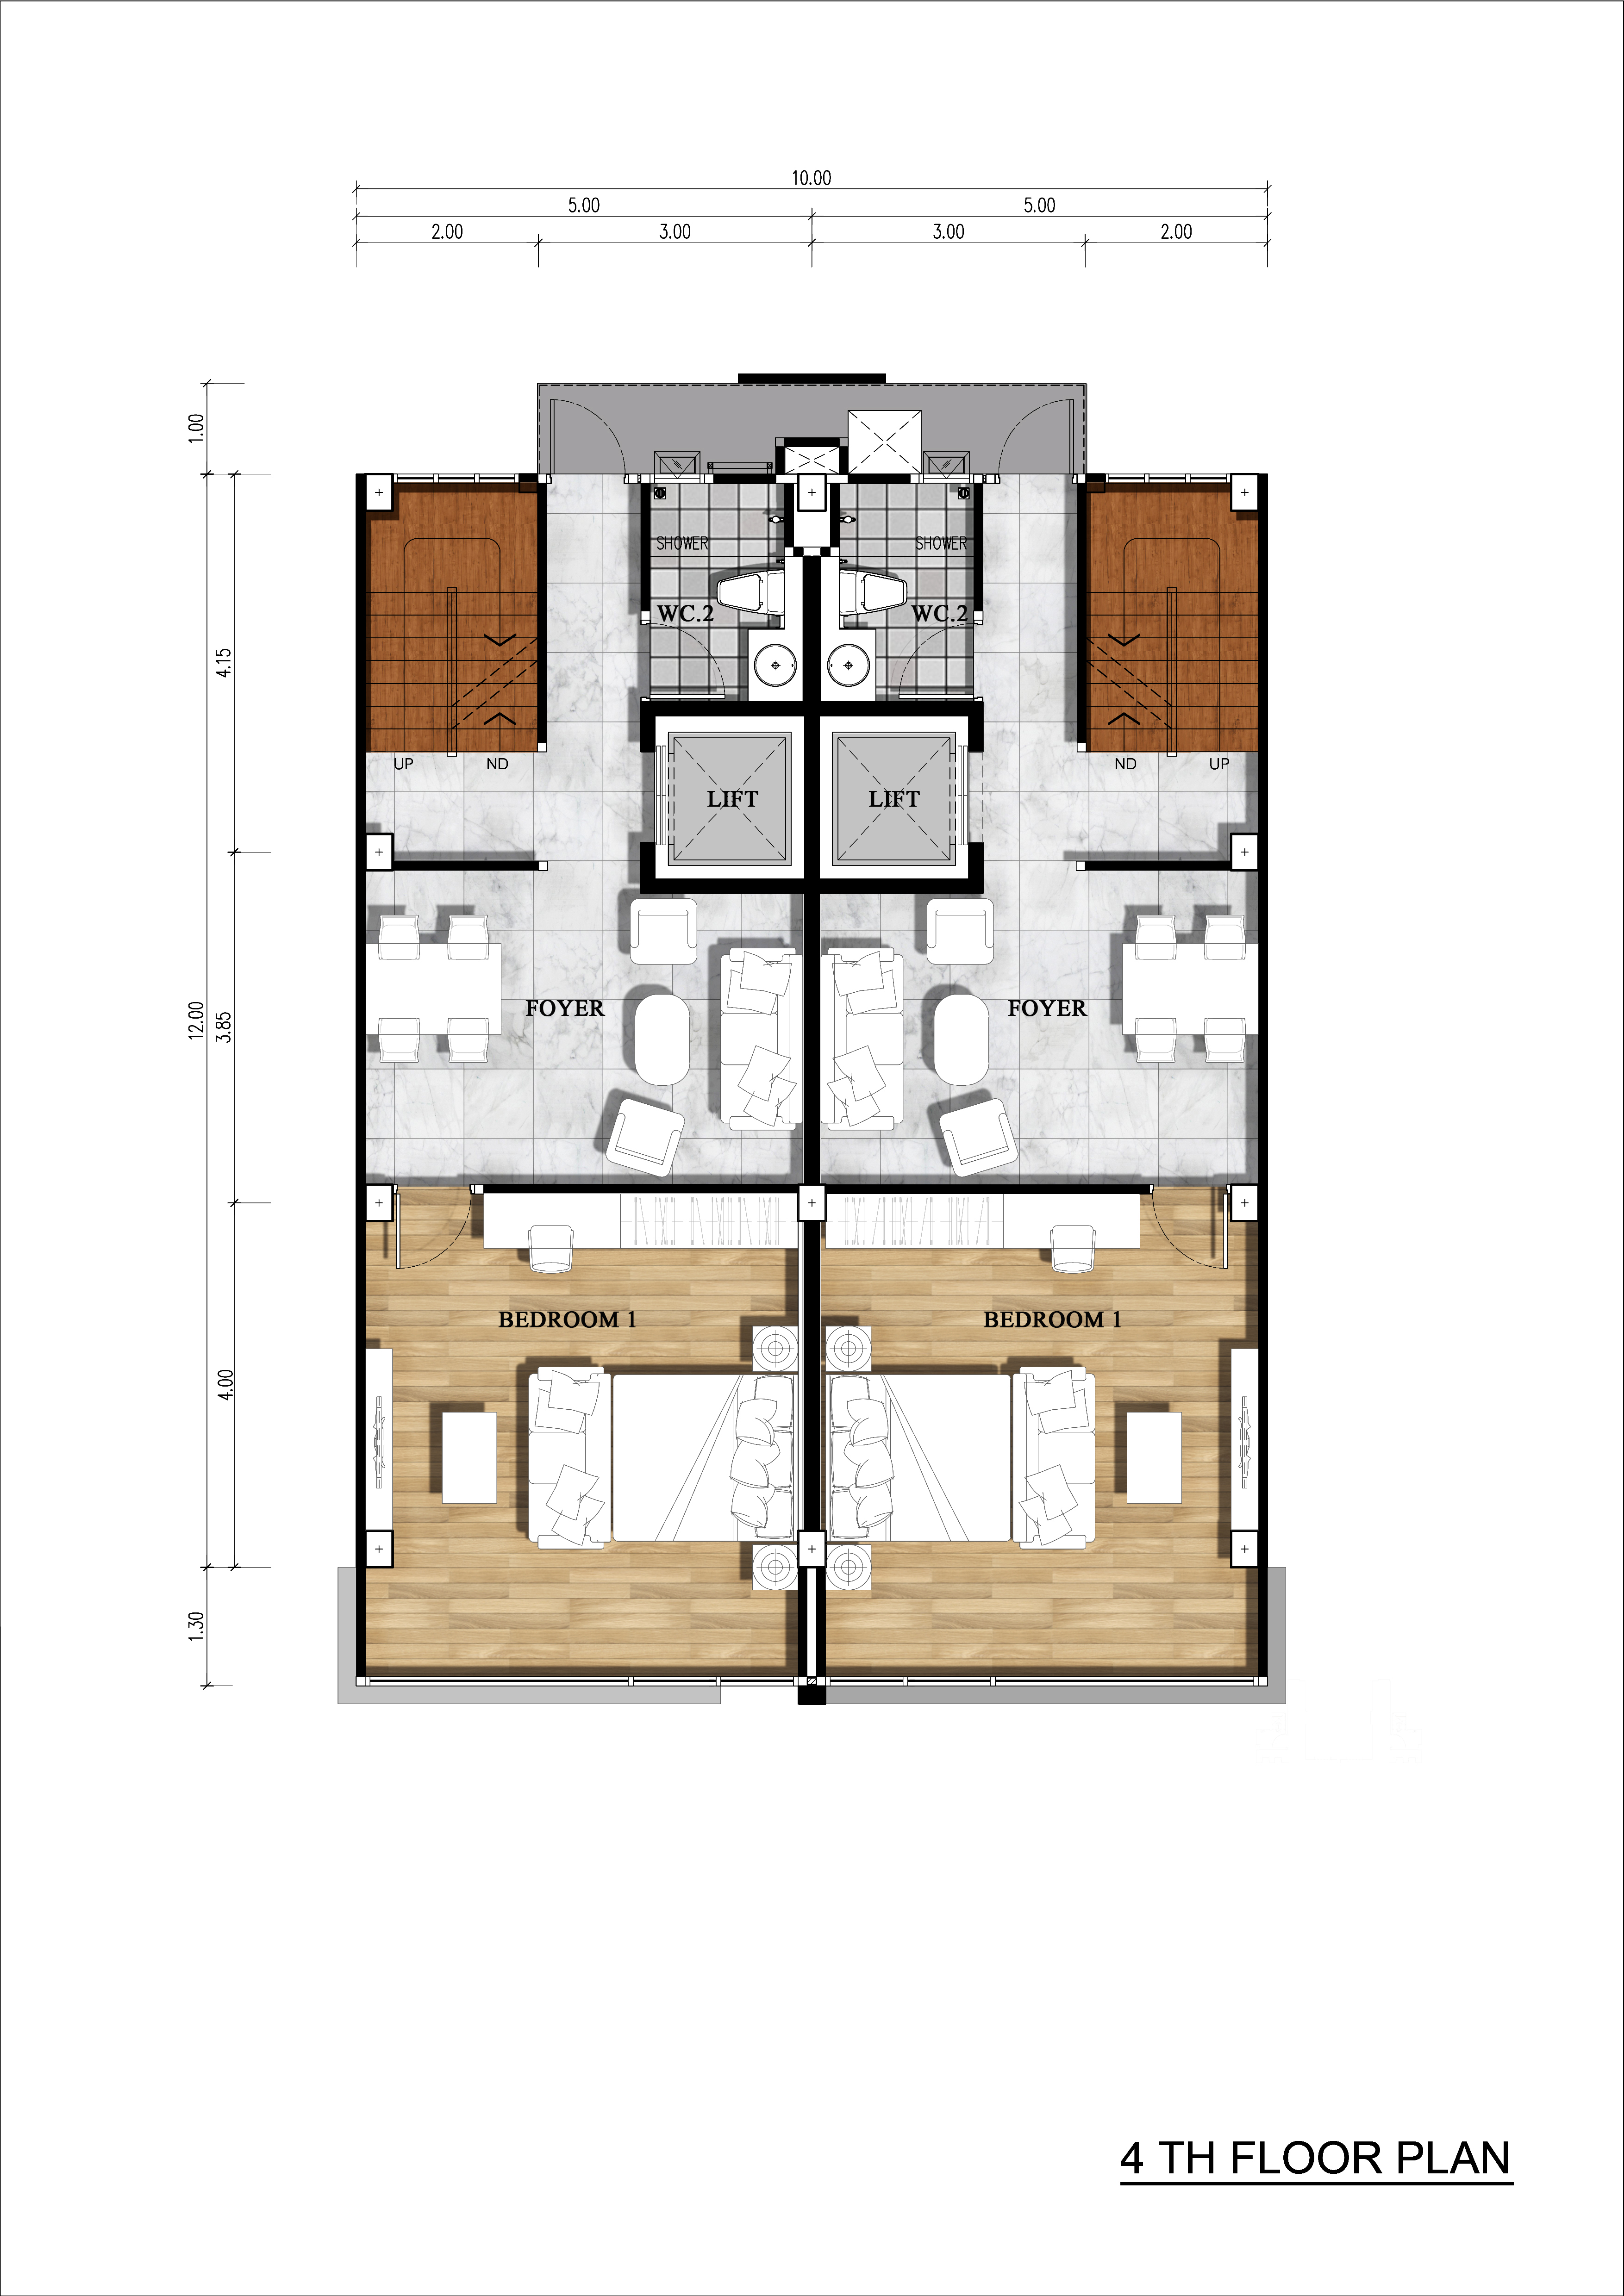 10.00
5.00 5.00
2.00 3.00 3.00 2.00
1.00
SHOWER SHOWER
WC.2 WC.2
4.15
UP ND ND UP
LIFT LIFT
FOYER FOYER
12.00
3.85
BEDROOM 1 BEDROOM 1
4.00
1.30
4 TH FLOOR PLAN